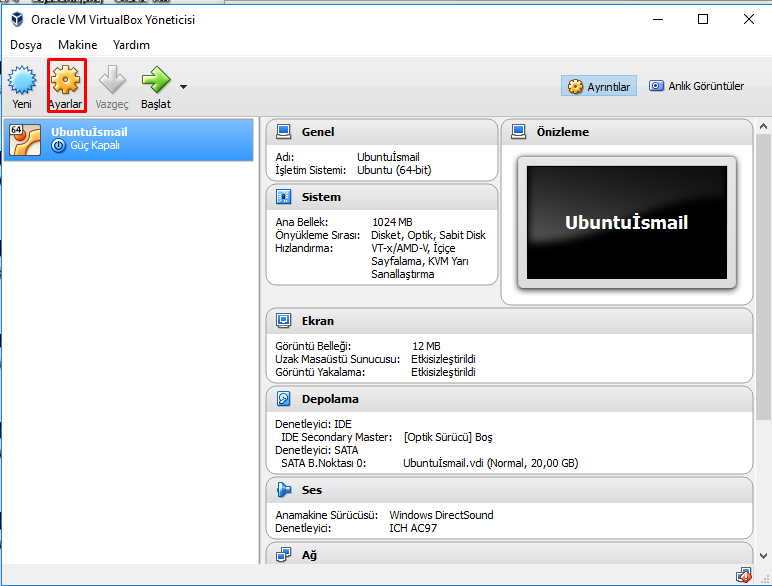 Oracle VM VirtualBox Yöneticisi
Dosya Makine Yardım
Yeni Ayarlar Vazgeç Başlat Ayrıntılar Anlık Görüntüler
64
Ubuntuİsmail
Güç Kapalı
Genel
Adı: Ubuntuİsmail
İşletim Sistemi: Ubuntu (64-bit)
Sistem
Ana Bellek: 1024 MB
Önyükleme Sırası: Disket, Optik, Sabit Disk
Hızlandırma: VT-x/AMD-V, İçiçe
Sayfalama, KVM Yarı
Sanallaştırma
Önizleme
Ubuntuİsmail
Ekran
Görüntü Belleği: 12 MB
Uzak Masaüstü Sunucusu: Etkisizleştirildi
Görüntü Yakalama: Etkisizleştirildi
Depolama
Denetleyici: IDE
IDE Secondary Master: [Optik Sürücü] Boş
Denetleyici: SATA
SATA B.Noktası 0: Ubuntuİsmail.vdi (Normal, 20,00 GB)
Ses
Anamakine Sürücüsü: Windows DirectSound
Denetleyici: ICH AC97
Ağ